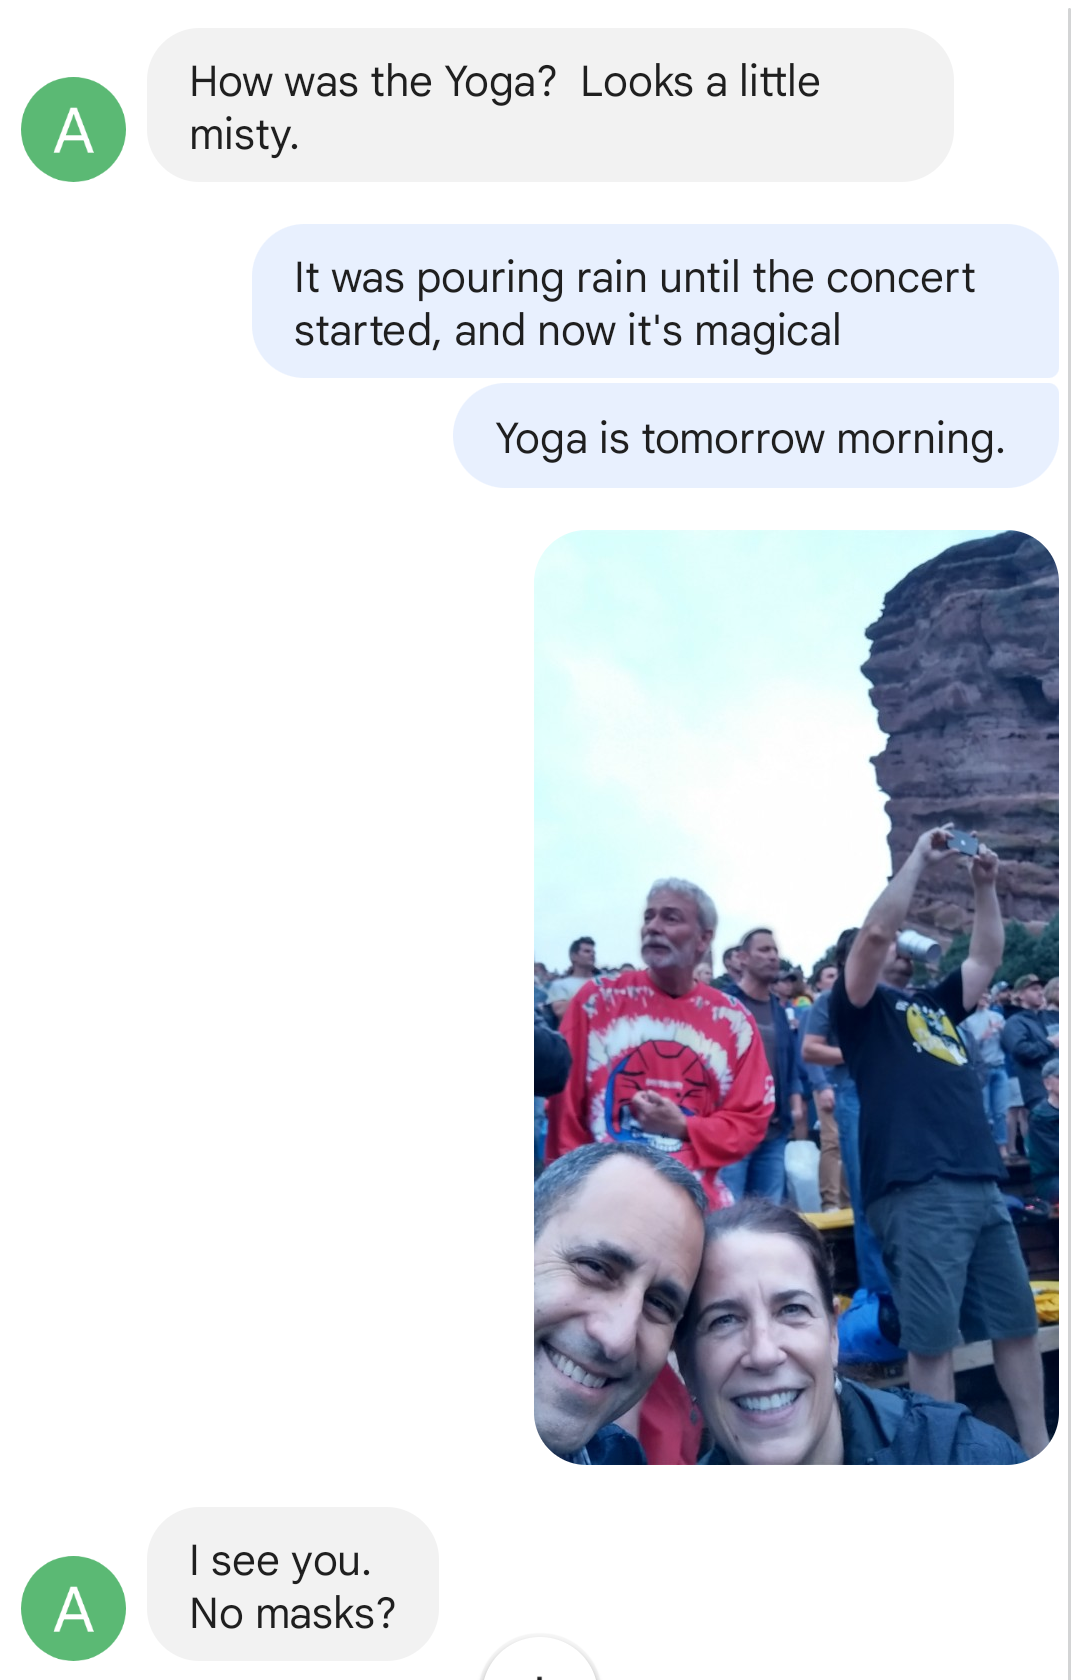 A
How was the Yoga?  Looks a little
misty.
It was pouring rain until the concert
started, and now it's magical
Yoga is tomorrow morning.
A
I see you.
No masks?